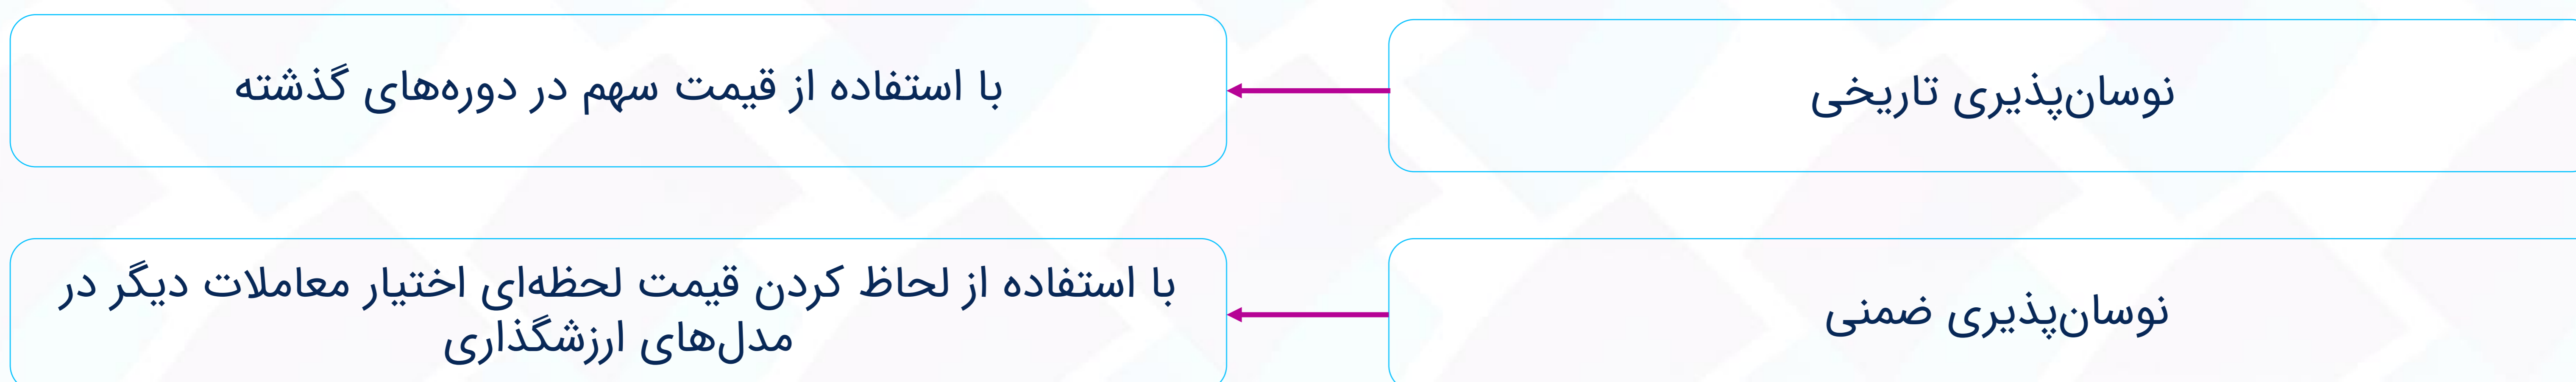 نوسان‌پذیری تاریخی
با استفاده از قیمت سهم در دوره‌های گذشته
نوسان‌پذیری ضمنی
با استفاده از لحاظ کردن قیمت لحظه‌ای اختیار معاملات دیگر در
مدل‌های ارزشگذاری